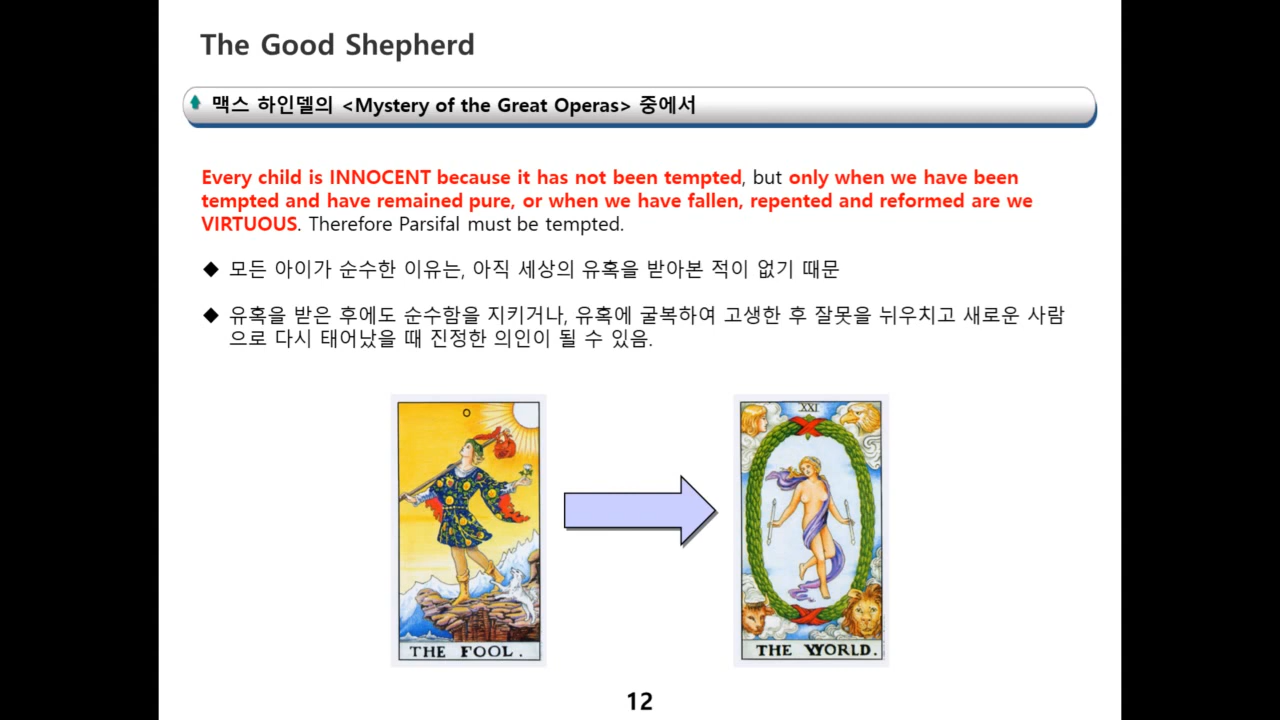 The Good Shepherd
맥스 하인델의 <Mystery of the Great Operas> 중에서
Every child is INNOCENT because it has not been tempted, but only when we have been
tempted and have remained pure, or when we have fallen, repented and reformed are we
VIRTUOUS. Therefore Parsifal must be tempted.
◆ 모든 아이가 순수한 이유는, 아직 세상의 유혹을 받아본 적이 없기 때문
◆ 유혹을 받은 후에도 순수함을 지키거나, 유혹에 굴복하여 고생한 후 잘못을 뉘우치고 새로운 사람
으로 다시 태어났을 때 진정한 의인이 될 수 있음.
0
THE FOOL.
XXI
THE WORLD.
12